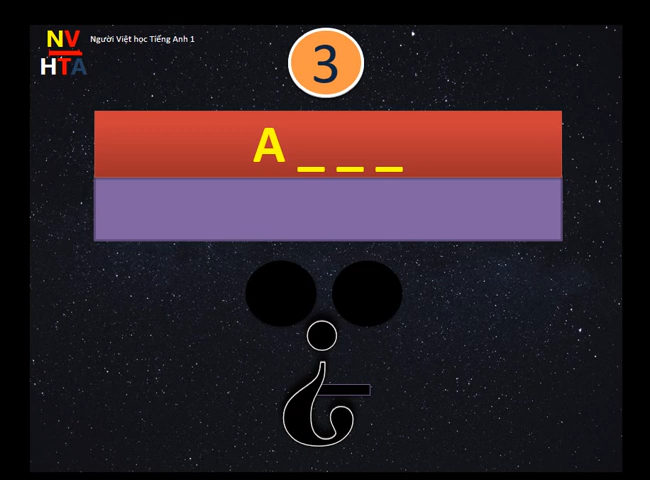 NV
HTA
Người Việt học Tiếng Anh 1
3
A _ _ _
¿